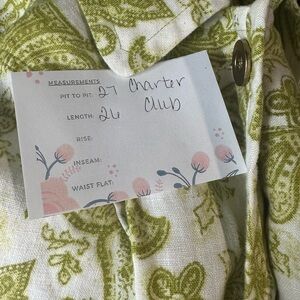 MEASUREMENTS
PIT TO PIT: 27 Charter
LENGTH: 26 Club
RISE:
INSEAM:
WAIST FLAT: